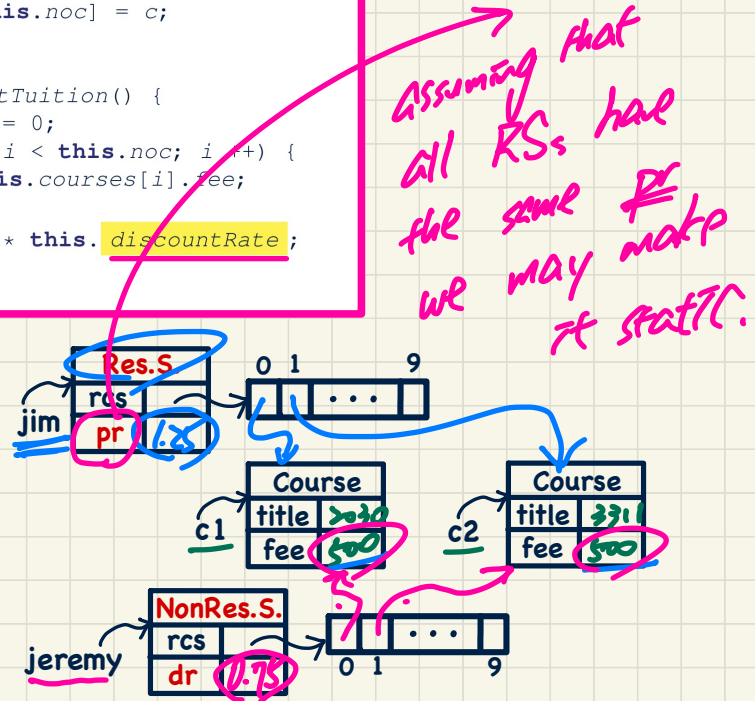 is.noc] = c;
tTuition() {
= 0;
i < this.noc; i ++) {
is.courses[i].fee;
* this. discountRate ;
assuming that
all RSs have
the same pr
we may make
it static.
Res.S.
rcs
pr 1.25
jim
0 1 9
...
Course
title 2030
fee 500
c1
Course
title 3311
fee 500
c2
NonRes.S.
rcs
dr 0.75
jeremy
...
0 1 9